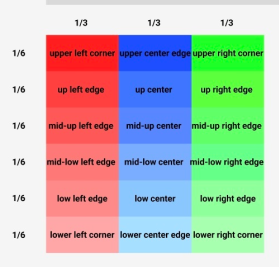 1/3 1/3 1/3
1/6 upper left corner upper center edge upper right corner
1/6 up left edge up center up right edge
1/6 mid-up left edge mid-up center mid-up right edge
1/6 mid-low left edge mid-low center mid-low right edge
1/6 low left edge low center low right edge
1/6 lower left corner lower center edge lower right corner